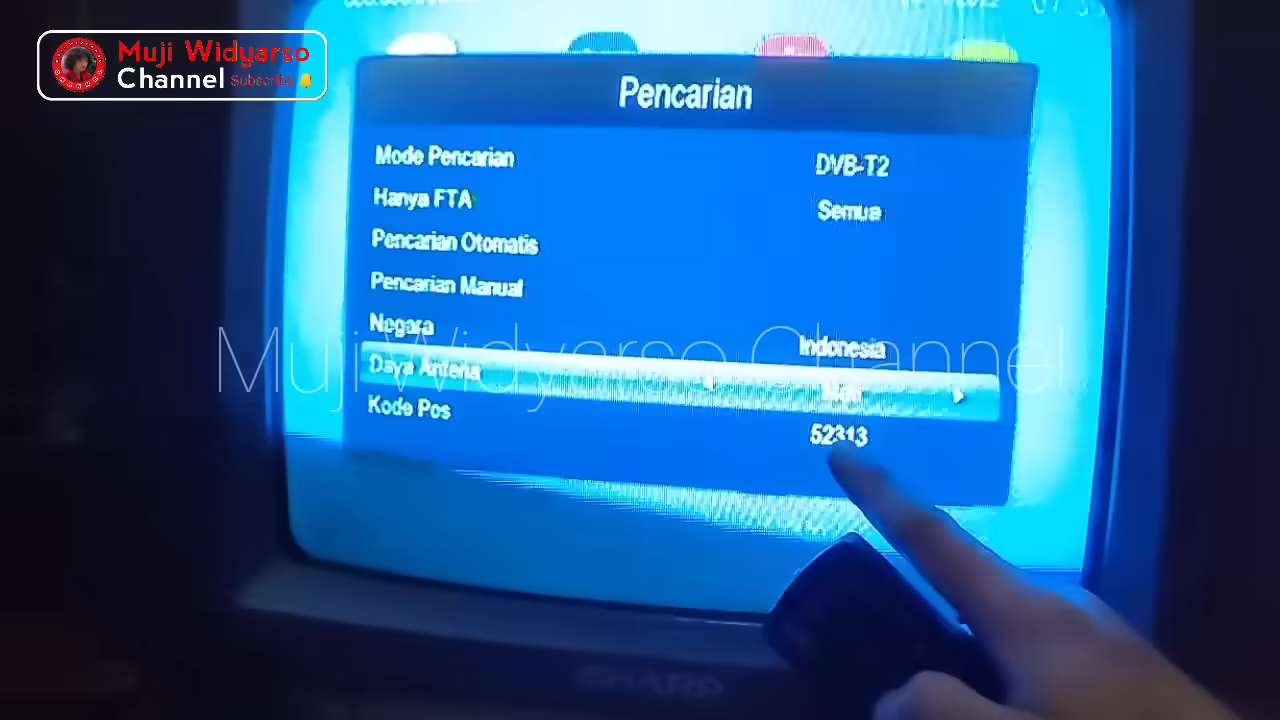 Muji Widyarso
Channel Subscribe
Pencarian
Mode Pencarian DVB-T2
Hanya FTA Semua
Pencarian Otomatis
Pencarian Manual
Negara Indonesia
Daya Antena
Kode Pos 52313
Muji Widyarso Channel
SHARP